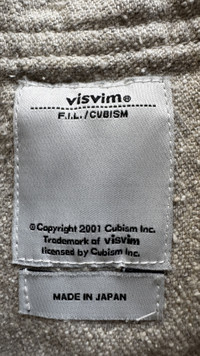 visvim®
F.I.L./CUBISM
©Copyright 2001 Cubism Inc.
Trademark of visvim
licensed by Cubism Inc.
MADE IN JAPAN